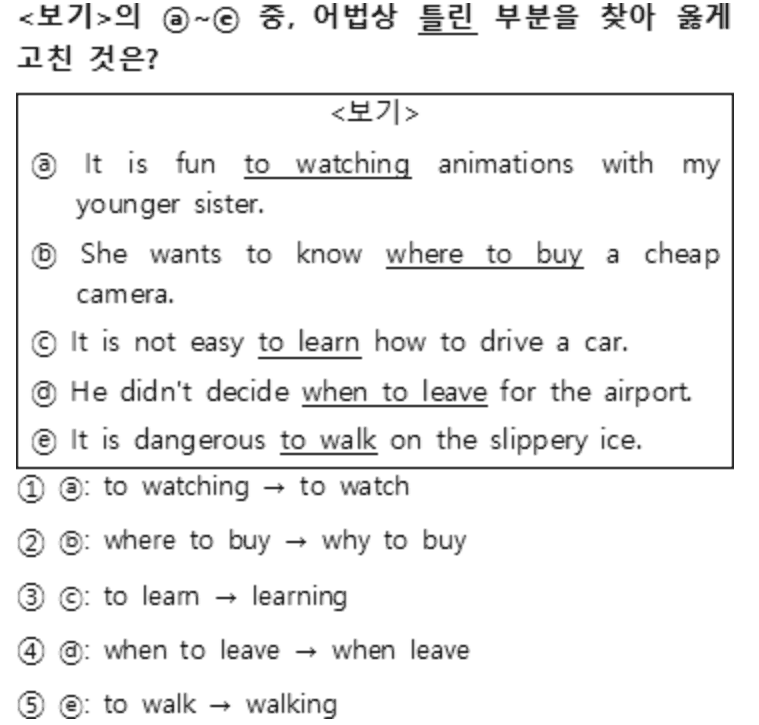 <보기>의 ⓐ~ⓔ 중, 어법상 틀린 부분을 찾아 옳게
고친 것은?
<보기>
ⓐ It is fun to watching animations with my
younger sister.
ⓑ She wants to know where to buy a cheap
camera.
ⓒ It is not easy to learn how to drive a car.
ⓓ He didn't decide when to leave for the airport.
ⓔ It is dangerous to walk on the slippery ice.
① ⓐ: to watching → to watch
② ⓑ: where to buy → why to buy
③ ⓒ: to learn → learning
④ ⓓ: when to leave → when leave
⑤ ⓔ: to walk → walking